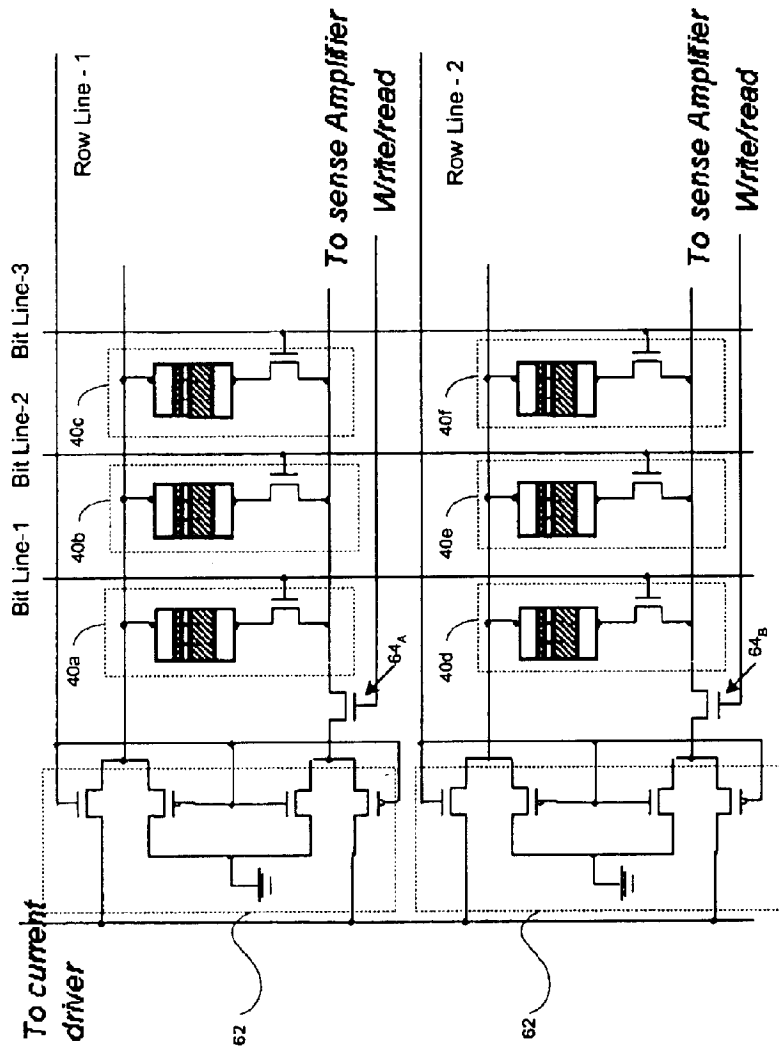 Bit Line-1
Bit Line-2
Bit Line-3
Row Line - 1
40a
40b
40c
To sense Amplifier
Write/read
64A
To current
driver
62
Row Line - 2
40d
40e
40f
To sense Amplifier
Write/read
64B
62